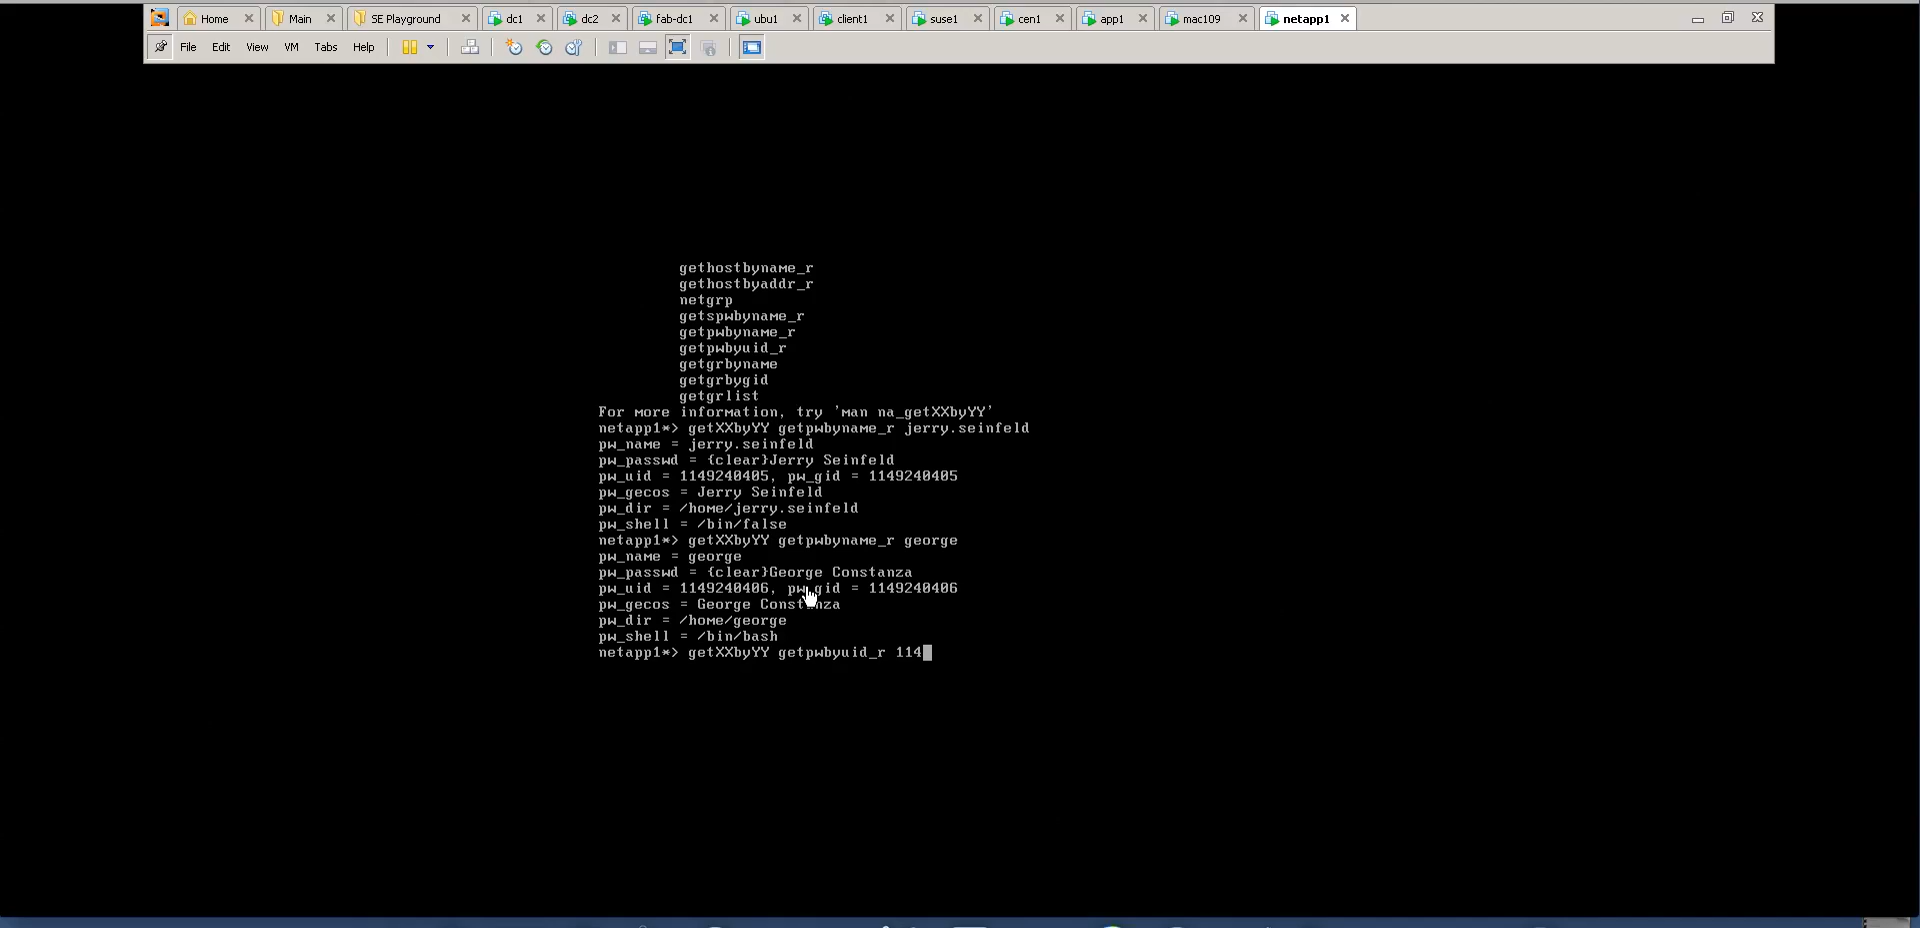 Home Main SE Playground dc1 dc2 fab-dc1 ubu1 client1 suse1 cen1 app1 mac109 netapp1
File Edit View VM Tabs Help
gethostbyname_r
gethostbyaddr_r
netgrp
getspwbyname_r
getpwbyname_r
getpwbyuid_r
getgrbyname
getgrbygid
getgrlist
For more information, try 'man na_getXXbyYY'
netapp1*> getXXbyYY getpwbyname_r jerry.seinfeld
pw_name = jerry.seinfeld
pw_passwd = {clear}Jerry Seinfeld
pw_uid = 1149240405, pw_gid = 1149240405
pw_gecos = Jerry Seinfeld
pw_dir = /home/jerry.seinfeld
pw_shell = /bin/false
netapp1*> getXXbyYY getpwbyname_r george
pw_name = george
pw_passwd = {clear}George Constanza
pw_uid = 1149240406, pw_gid = 1149240406
pw_gecos = George Constanza
pw_dir = /home/george
pw_shell = /bin/bash
netapp1*> getXXbyYY getpwbyuid_r 114